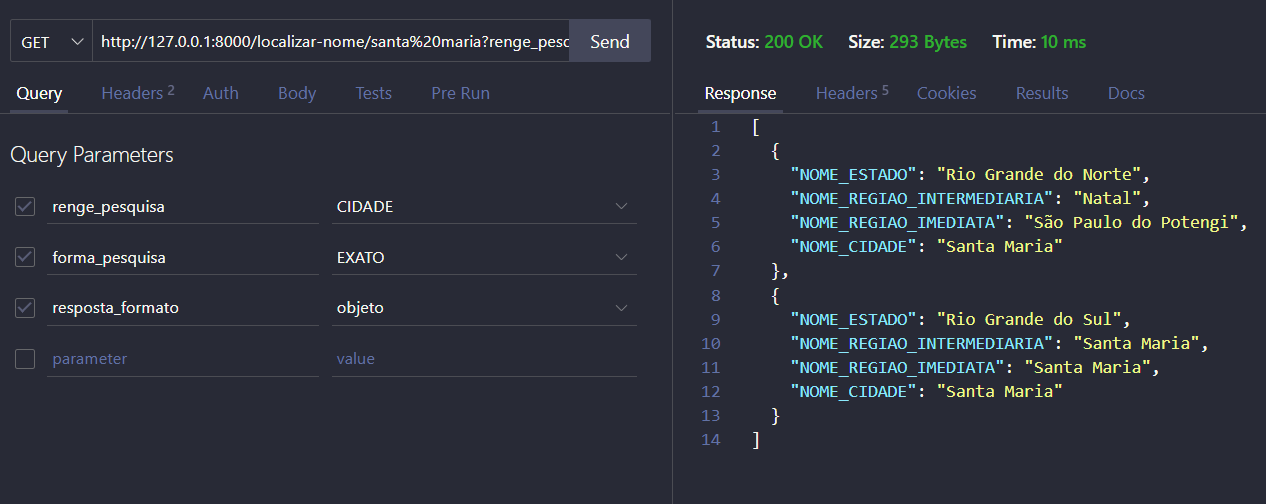 GET http://127.0.0.1:8000/localizar-nome/santa%20maria?renge_pesc Send
Query Headers 2 Auth Body Tests Pre Run
Query Parameters
renge_pesquisa CIDADE
forma_pesquisa EXATO
resposta_formato objeto
parameter value
Status: 200 OK Size: 293 Bytes Time: 10 ms
Response Headers 5 Cookies Results Docs
1 [
2 {
3 "NOME_ESTADO": "Rio Grande do Norte",
4 "NOME_REGIAO_INTERMEDIARIA": "Natal",
5 "NOME_REGIAO_IMEDIATA": "São Paulo do Potengi",
6 "NOME_CIDADE": "Santa Maria"
7 },
8 {
9 "NOME_ESTADO": "Rio Grande do Sul",
10 "NOME_REGIAO_INTERMEDIARIA": "Santa Maria",
11 "NOME_REGIAO_IMEDIATA": "Santa Maria",
12 "NOME_CIDADE": "Santa Maria"
13 }
14 ]